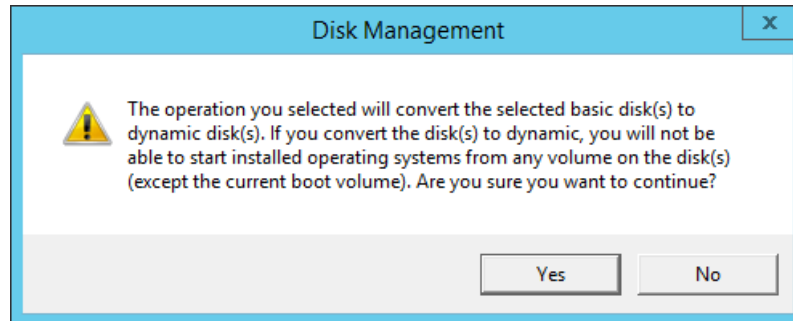 Disk Management
x
The operation you selected will convert the selected basic disk(s) to
dynamic disk(s). If you convert the disk(s) to dynamic, you will not be
able to start installed operating systems from any volume on the disk(s)
(except the current boot volume). Are you sure you want to continue?
Yes
No